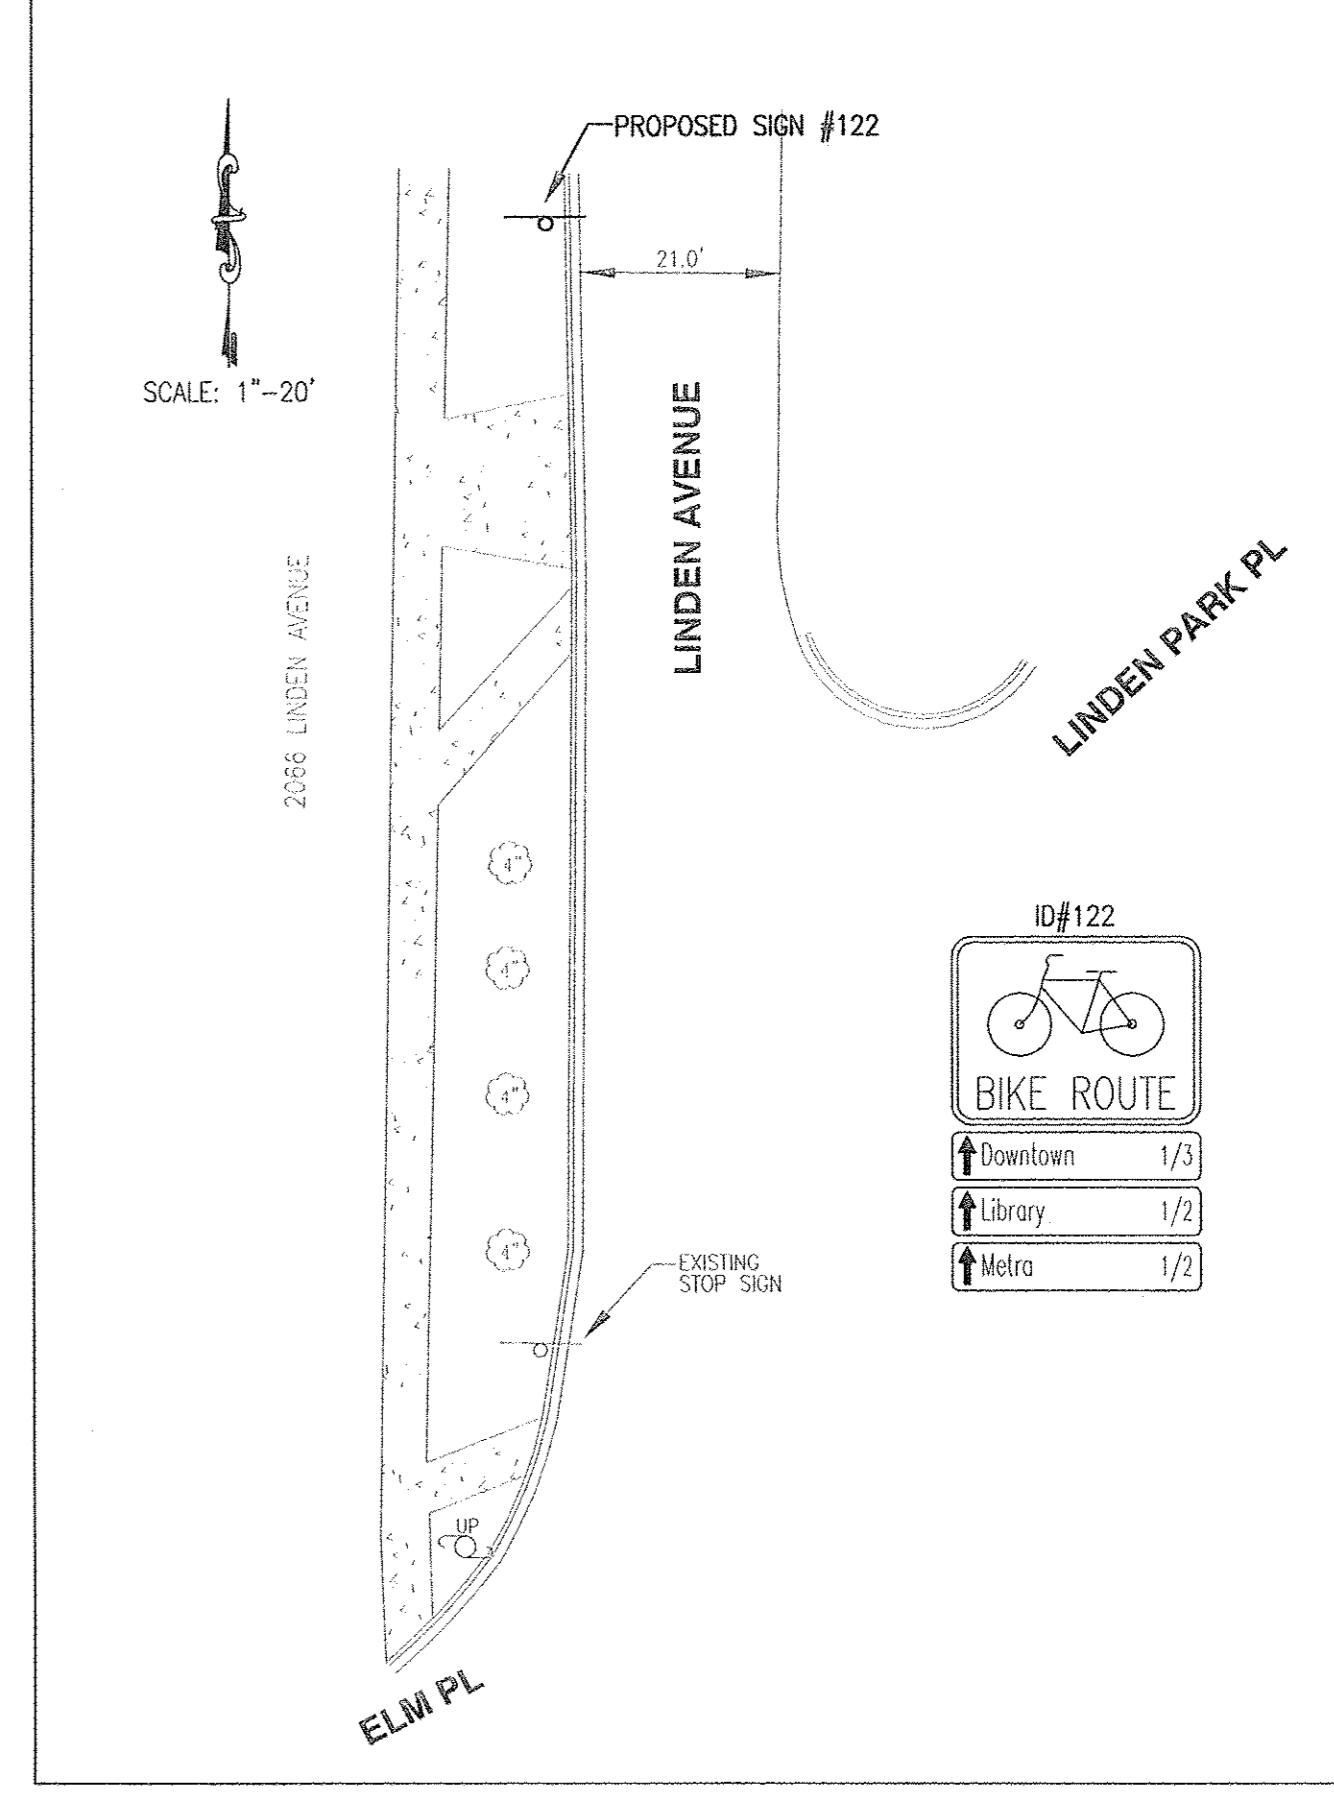 PROPOSED SIGN #122
21.0'
SCALE: 1"-20'
LINDEN AVENUE
LINDEN PARK PL
2066 LINDEN AVENUE
4"
4"
4"
4"
ID#122
BIKE ROUTE
Downtown 1/3
Library 1/2
Metra 1/2
EXISTING
STOP SIGN
UP
ELM PL